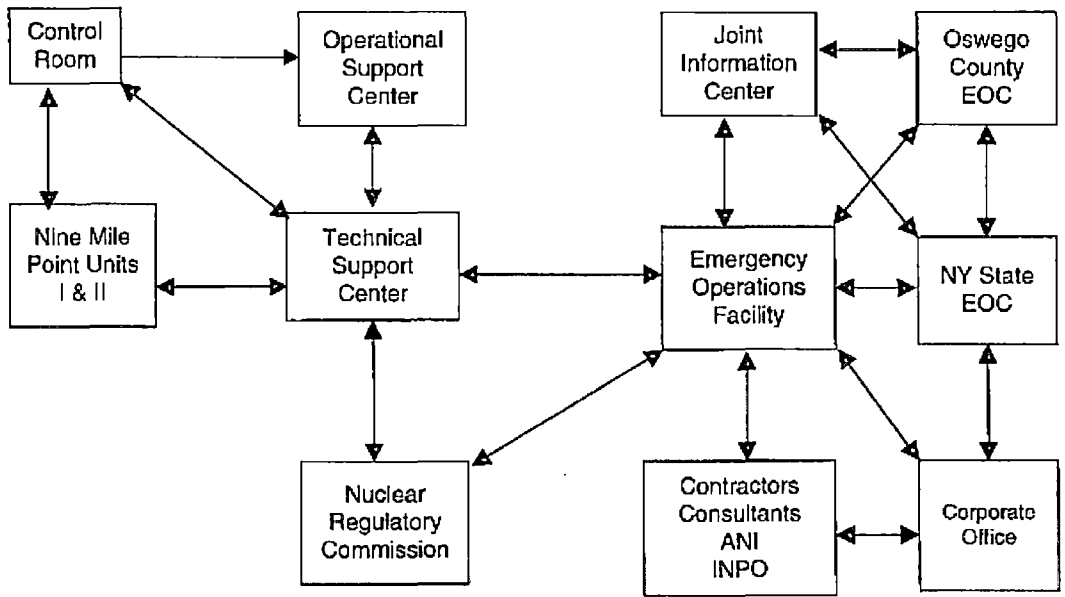 Control
Room
Operational
Support
Center
Joint
Information
Center
Oswego
County
EOC
Nine Mile
Point Units
I & II
Technical
Support
Center
Emergency
Operations
Facility
NY State
EOC
Nuclear
Regulatory
Commission
Contractors
Consultants
ANI
INPO
Corporate
Office